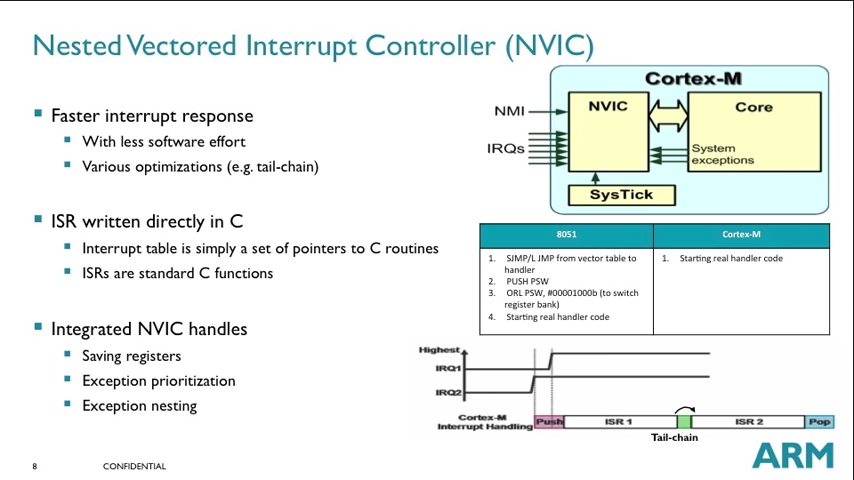 Nested Vectored Interrupt Controller (NVIC)
Faster interrupt response
With less software effort
Various optimizations (e.g. tail-chain)
ISR written directly in C
Interrupt table is simply a set of pointers to C routines
ISRs are standard C functions
Integrated NVIC handles
Saving registers
Exception prioritization
Exception nesting
Cortex-M
NMI
NVIC
Core
IRQs
System
exceptions
SysTick
8051
Cortex-M
1. SJMP/L JMP from vector table to
handler
2. PUSH PSW
3. ORL PSW, #00001000b (to switch
register bank)
4. Starting real handler code
1. Starting real handler code
Highest
IRQ1
IRQ2
Cortex-M
Interrupt Handling
Push
ISR 1
ISR 2
Pop
Tail-chain
8
CONFIDENTIAL
ARM